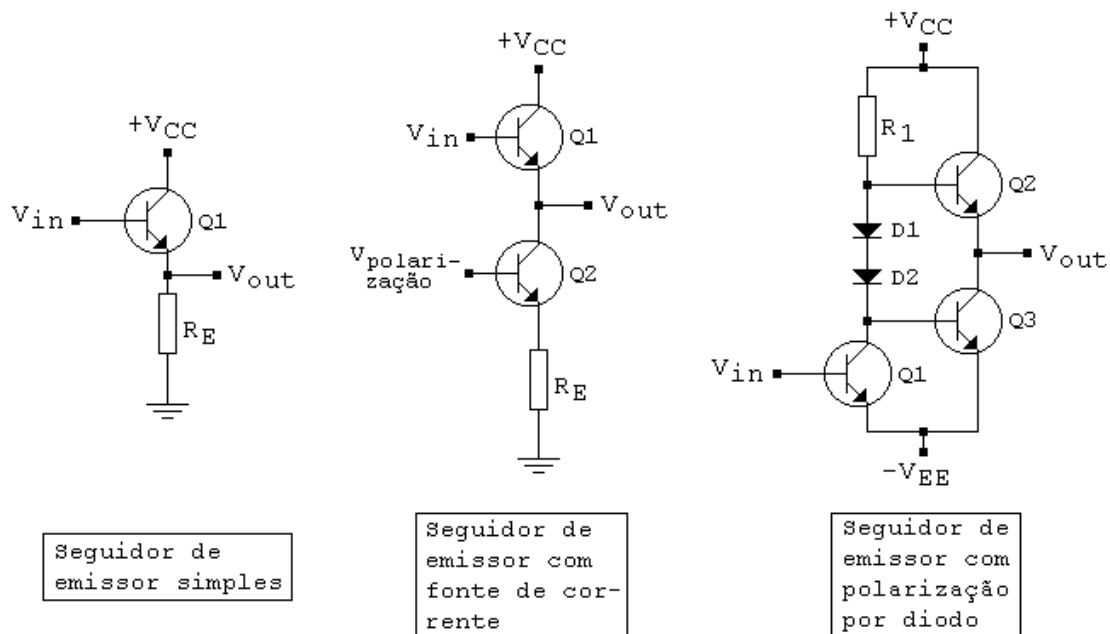 +VCC
Vin
Q1
Vout
RE
Seguidor de
emissor simples
+VCC
Vin
Q1
Vout
Vpolari-
zação
Q2
RE
Seguidor de
emissor com
fonte de cor-
rente
+VCC
R1
Q2
D1
Vout
D2
Q3
Vin
Q1
-VEE
Seguidor de
emissor com
polarização
por diodo